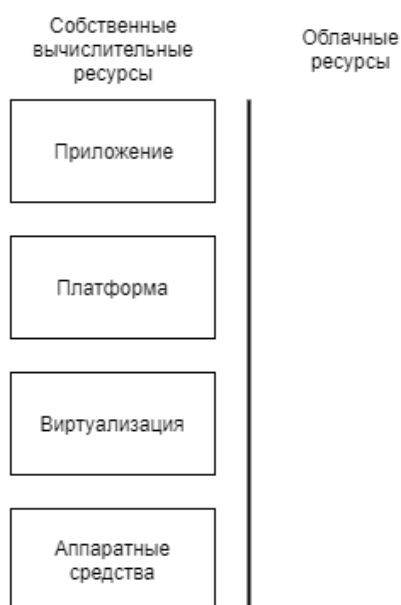 Собственные
вычислительные
ресурсы
Облачные
ресурсы
Приложение
Платформа
Виртуализация
Аппаратные
средства